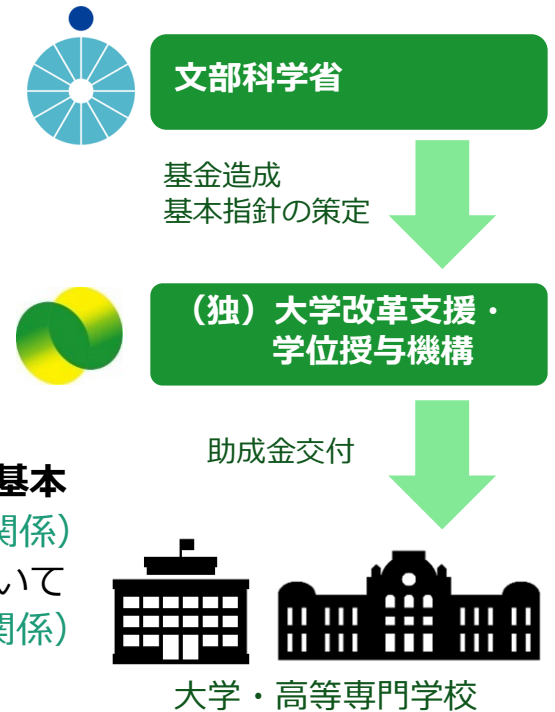 文部科学省
基金造成
基本指針の策定
（独）大学改革支援・
学位授与機構
助成金交付
基本
関係）
いて
関係）
大学・高等専門学校